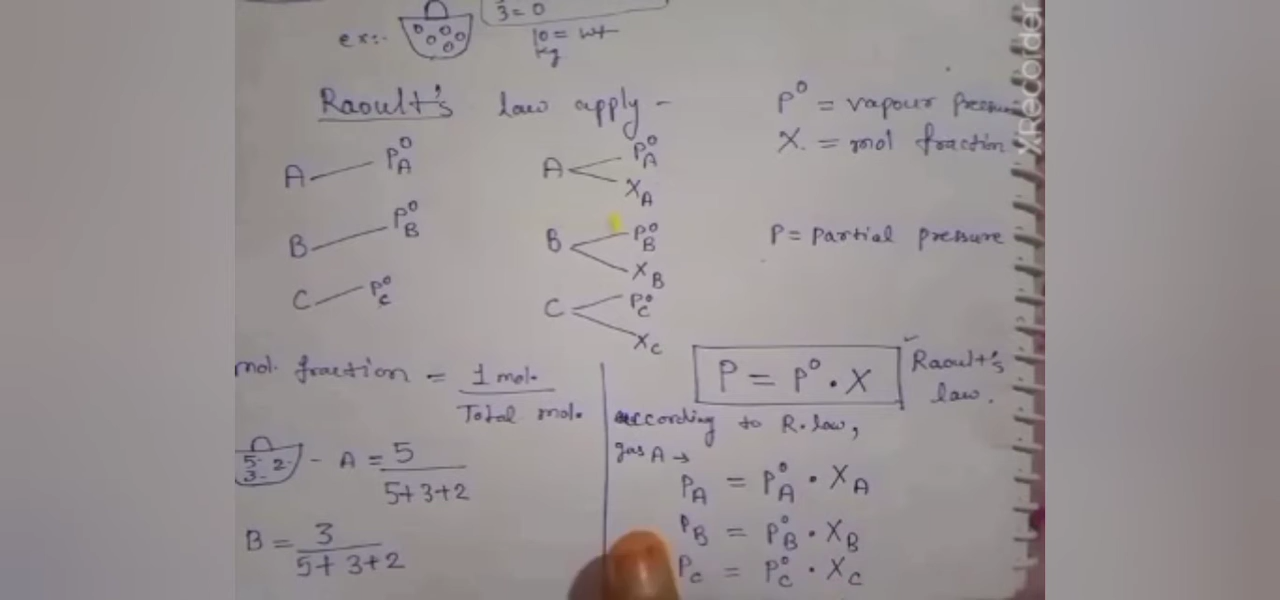 3 = 0
ex:-
10 = wt
kg
Raoult's law apply -
A P°A
B P°B
C P°C
A P°A
XA
B P°B
XB
C P°C
XC
P° = vapour pressure
X. = mol fraction
P = Partial pressure
mol. fraction = 1 mol. / Total mol.
5. 2.
3.
- A = 5 / 5+3+2
B = 3 / 5+3+2
P = P° . X
Raoult's law.
according to R. law,
gas A →
PA = P°A . XA
PB = P°B . XB
PC = P°C . XC
XRecorder